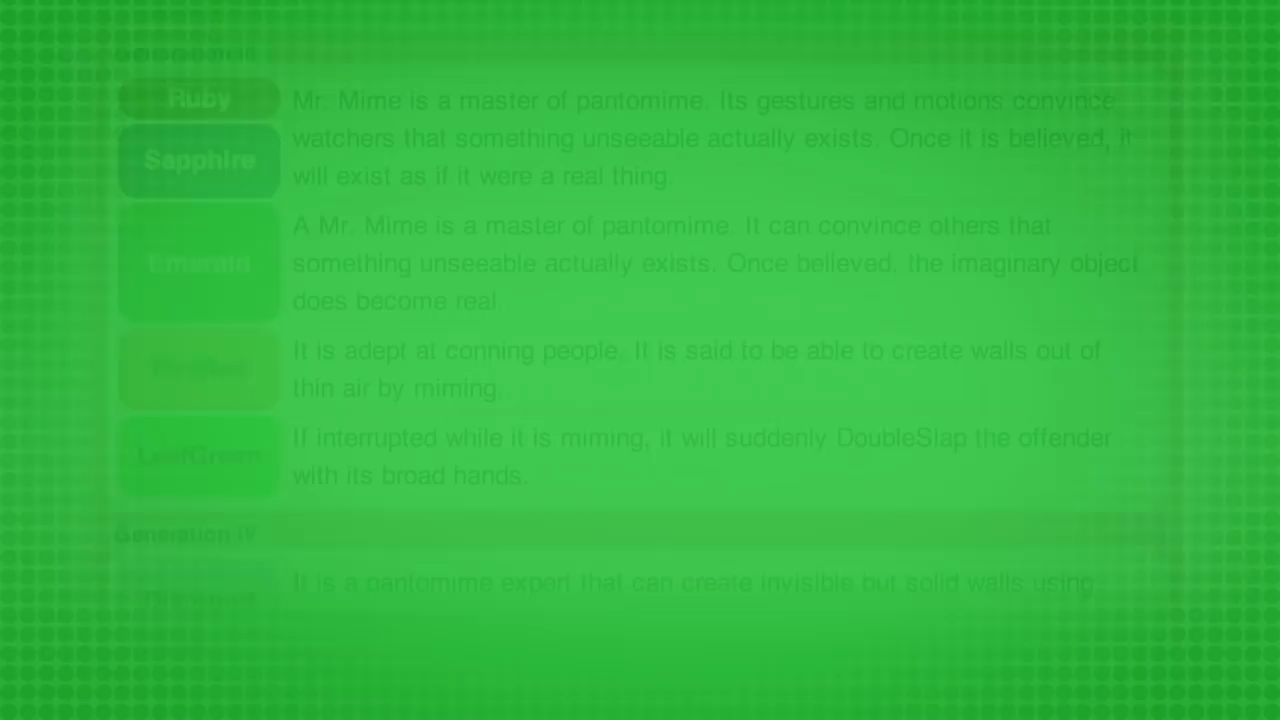 Generation III
Ruby
Mr. Mime is a master of pantomime. Its gestures and motions convince
watchers that something unseeable actually exists. Once it is believed, it
will exist as if it were a real thing.
Sapphire
A Mr. Mime is a master of pantomime. It can convince others that
something unseeable actually exists. Once believed, the imaginary object
does become real.
Emerald
It is adept at conning people. It is said to be able to create walls out of
thin air by miming.
FireRed
If interrupted while it is miming, it will suddenly DoubleSlap the offender
with its broad hands.
LeafGreen
Generation IV
It is a pantomime expert that can create invisible but solid walls using